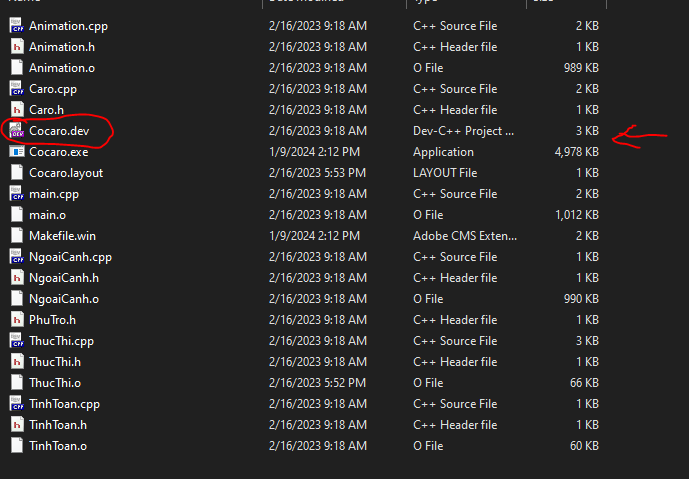 Name Date modified Type Size
Animation.cpp 2/16/2023 9:18 AM C++ Source File 2 KB
Animation.h 2/16/2023 9:18 AM C++ Header file 1 KB
Animation.o 2/16/2023 9:18 AM O File 989 KB
Caro.cpp 2/16/2023 9:18 AM C++ Source File 2 KB
Caro.h 2/16/2023 9:18 AM C++ Header file 1 KB
Cocaro.dev 2/16/2023 9:18 AM Dev-C++ Project ... 3 KB
Cocaro.exe 1/9/2024 2:12 PM Application 4,978 KB
Cocaro.layout 2/16/2023 5:53 PM LAYOUT File 1 KB
main.cpp 2/16/2023 9:18 AM C++ Source File 2 KB
main.o 2/16/2023 9:18 AM O File 1,012 KB
Makefile.win 1/9/2024 2:12 PM Adobe CMS Exten... 2 KB
NgoaiCanh.cpp 2/16/2023 9:18 AM C++ Source File 1 KB
NgoaiCanh.h 2/16/2023 9:18 AM C++ Header file 1 KB
NgoaiCanh.o 2/16/2023 9:18 AM O File 990 KB
PhuTro.h 2/16/2023 9:18 AM C++ Header file 1 KB
ThucThi.cpp 2/16/2023 9:18 AM C++ Source File 3 KB
ThucThi.h 2/16/2023 9:18 AM C++ Header file 1 KB
ThucThi.o 2/16/2023 5:52 PM O File 66 KB
TinhToan.cpp 2/16/2023 9:18 AM C++ Source File 1 KB
TinhToan.h 2/16/2023 9:18 AM C++ Header file 1 KB
TinhToan.o 2/16/2023 9:18 AM O File 60 KB